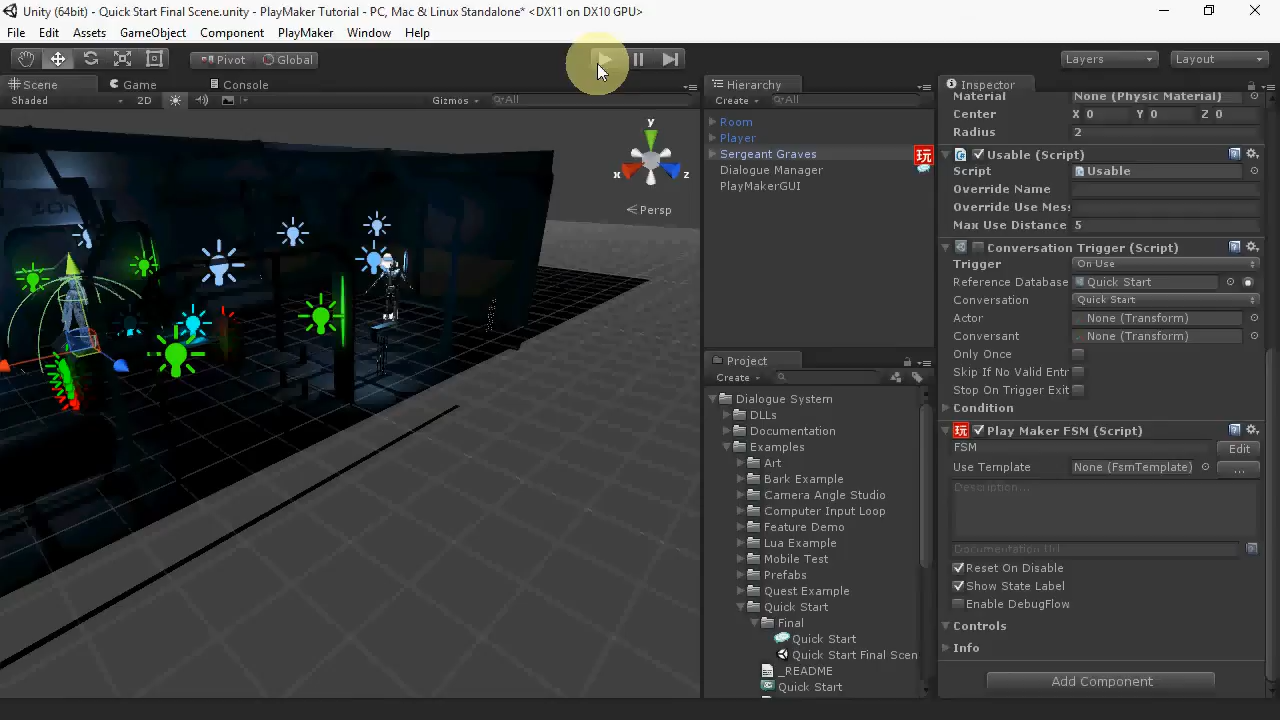 Unity (64bit) - Quick Start Final Scene.unity - PlayMaker Tutorial - PC, Mac & Linux Standalone* <DX11 on DX10 GPU>
File Edit Assets GameObject Component PlayMaker Window Help
Pivot Global Layers Layout
Scene Game Console
Shaded 2D Gizmos All
y
x z
Persp
Hierarchy
Create All
Room
Player
Sergeant Graves 玩
Dialogue Manager
PlayMakerGUI
Project
Create
Dialogue System
DLLs
Documentation
Examples
Art
Bark Example
Camera Angle Studio
Computer Input Loop
Feature Demo
Lua Example
Mobile Test
Prefabs
Quest Example
Quick Start
Final
Quick Start
Quick Start Final Scen
_README
Quick Start
Inspector
Material None (Physic Material)
Center X 0 Y 0 Z 0
Radius 2
Usable (Script)
Script Usable
Override Name
Override Use Mes
Max Use Distance 5
Conversation Trigger (Script)
Trigger On Use
Reference Database Quick Start
Conversation Quick Start
Actor None (Transform)
Conversant None (Transform)
Only Once
Skip If No Valid Entr
Stop On Trigger Exit
Condition
玩 Play Maker FSM (Script)
FSM Edit
Use Template None (FsmTemplate) ...
Description...
Documentation Url...
Reset On Disable
Show State Label
Enable DebugFlow
Controls
Info
Add Component